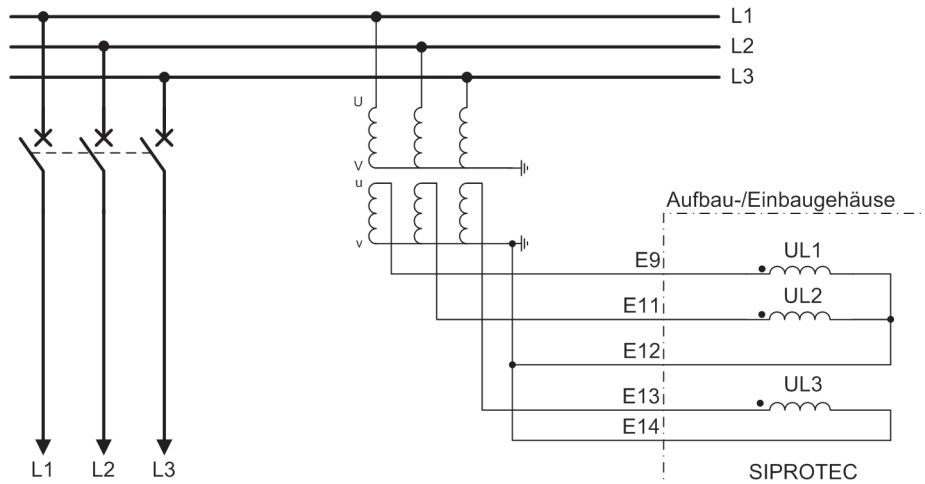 L1
L2
L3
U
V
u
v
Aufbau-/Einbaugehäuse
E9
UL1
E11
UL2
E12
E13
UL3
E14
L1 L2 L3
SIPROTEC